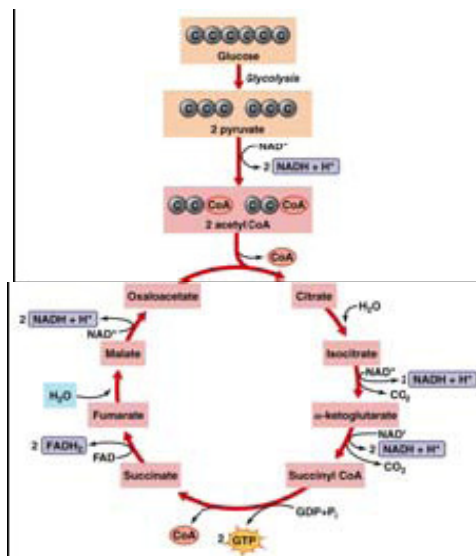 C C C C C C
Glucose
Glycolysis
C C C C C C
2 pyruvate
NAD⁺
2 NADH + H⁺
C C CoA C C CoA
2 acetyl CoA
CoA
Oxaloacetate Citrate
2 NADH + H⁺
NAD⁺
H₂O
Malate Isocitrate
NAD⁺
NADH + H⁺
CO₂
H₂O
Fumarate α-ketoglutarate
2 FADH₂
FAD
NAD⁺
2 NADH + H⁺
CO₂
Succinate Succinyl CoA
GDP+Pᵢ
CoA 2 GTP